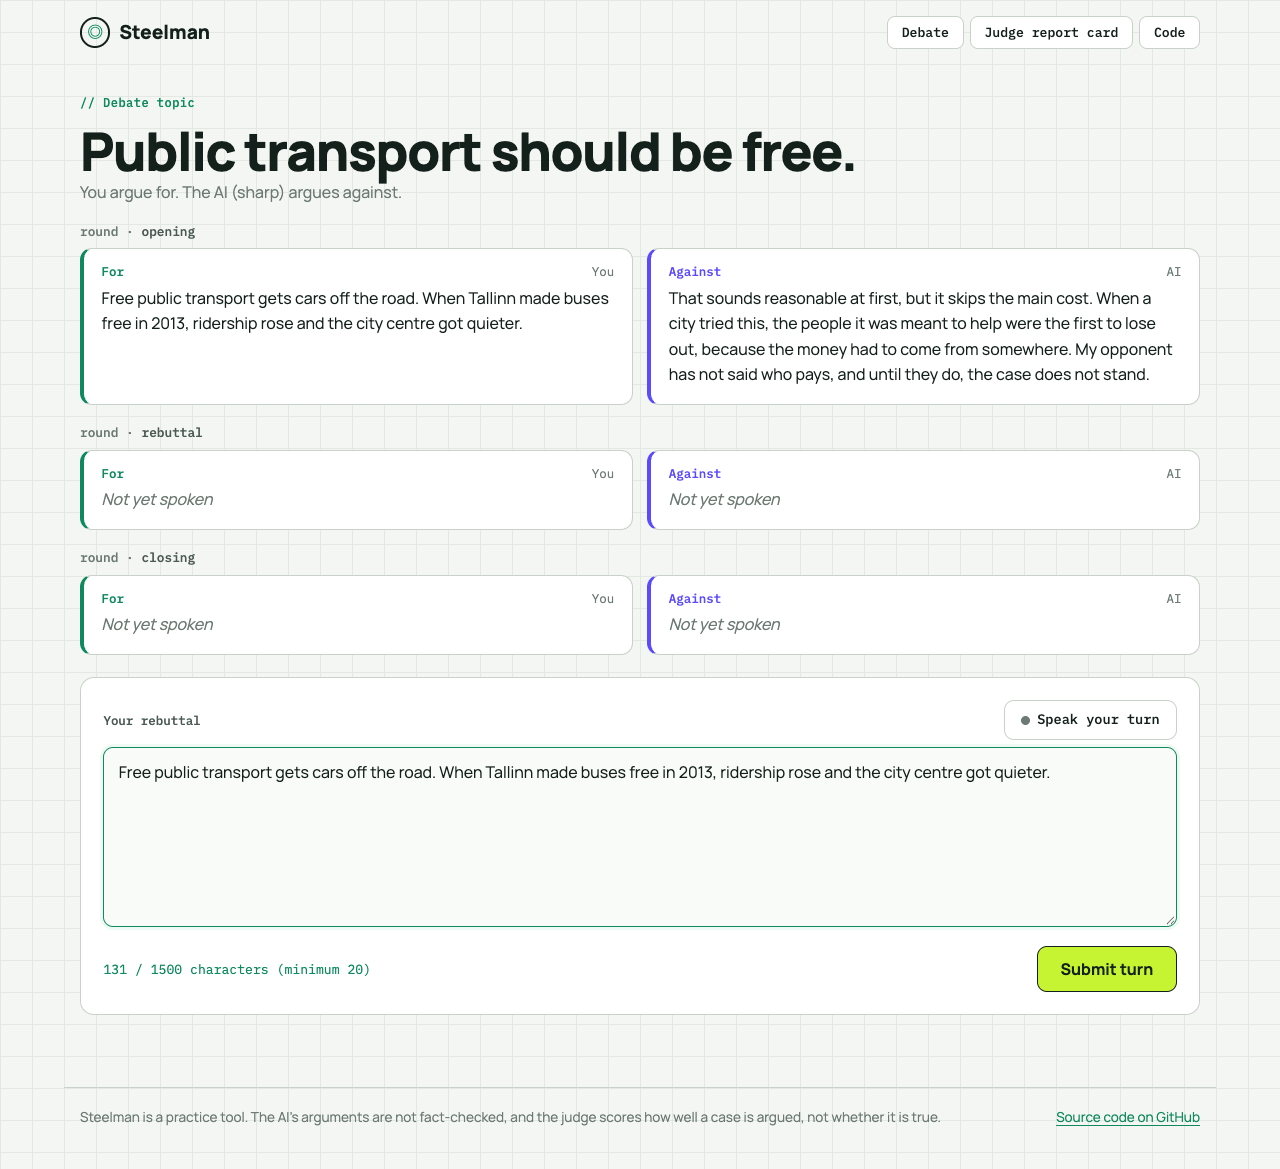 Steelman
Debate
Judge report card
Code
// Debate topic
Public transport should be free.
You argue for. The AI (sharp) argues against.
round · opening
For
You
Free public transport gets cars off the road. When Tallinn made buses
free in 2013, ridership rose and the city centre got quieter.
Against
AI
That sounds reasonable at first, but it skips the main cost. When a
city tried this, the people it was meant to help were the first to lose
out, because the money had to come from somewhere. My opponent
has not said who pays, and until they do, the case does not stand.
round · rebuttal
For
You
Not yet spoken
Against
AI
Not yet spoken
round · closing
For
You
Not yet spoken
Against
AI
Not yet spoken
Your rebuttal
Speak your turn
Free public transport gets cars off the road. When Tallinn made buses free in 2013, ridership rose and the city centre got quieter.
131 / 1500 characters (minimum 20)
Submit turn
Steelman is a practice tool. The AI's arguments are not fact-checked, and the judge scores how well a case is argued, not whether it is true.
Source code on GitHub